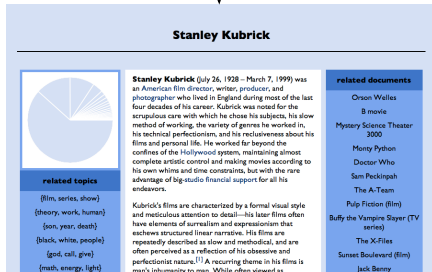 Stanley Kubrick
related topics
{film, series, show}
{theory, work, human}
{son, year, death}
{black, white, people}
{god, call, give}
{math, energy, light}
Stanley Kubrick (July 26, 1928 – March 7, 1999) was
an American film director, writer, producer, and
photographer who lived in England during most of the last
four decades of his career. Kubrick was noted for the
scrupulous care with which he chose his subjects, his slow
method of working, the variety of genres he worked in,
his technical perfectionism, and his reclusiveness about his
films and personal life. He worked far beyond the
confines of the Hollywood system, maintaining almost
complete artistic control and making movies according to
his own whims and time constraints, but with the rare
advantage of big-studio financial support for all his
endeavors.
Kubrick's films are characterized by a formal visual style
and meticulous attention to detail—his later films often
have elements of surrealism and expressionism that
eschews structured linear narrative. His films are
repeatedly described as slow and methodical, and are
often perceived as a reflection of his obsessive and
perfectionist nature.[1] A recurring theme in his films is
man's inhumanity to man. While often viewed as
related documents
Orson Welles
B movie
Mystery Science Theater
3000
Monty Python
Doctor Who
Sam Peckinpah
The A-Team
Pulp Fiction (film)
Buffy the Vampire Slayer (TV
series)
The X-Files
Sunset Boulevard (film)
Jack Benny